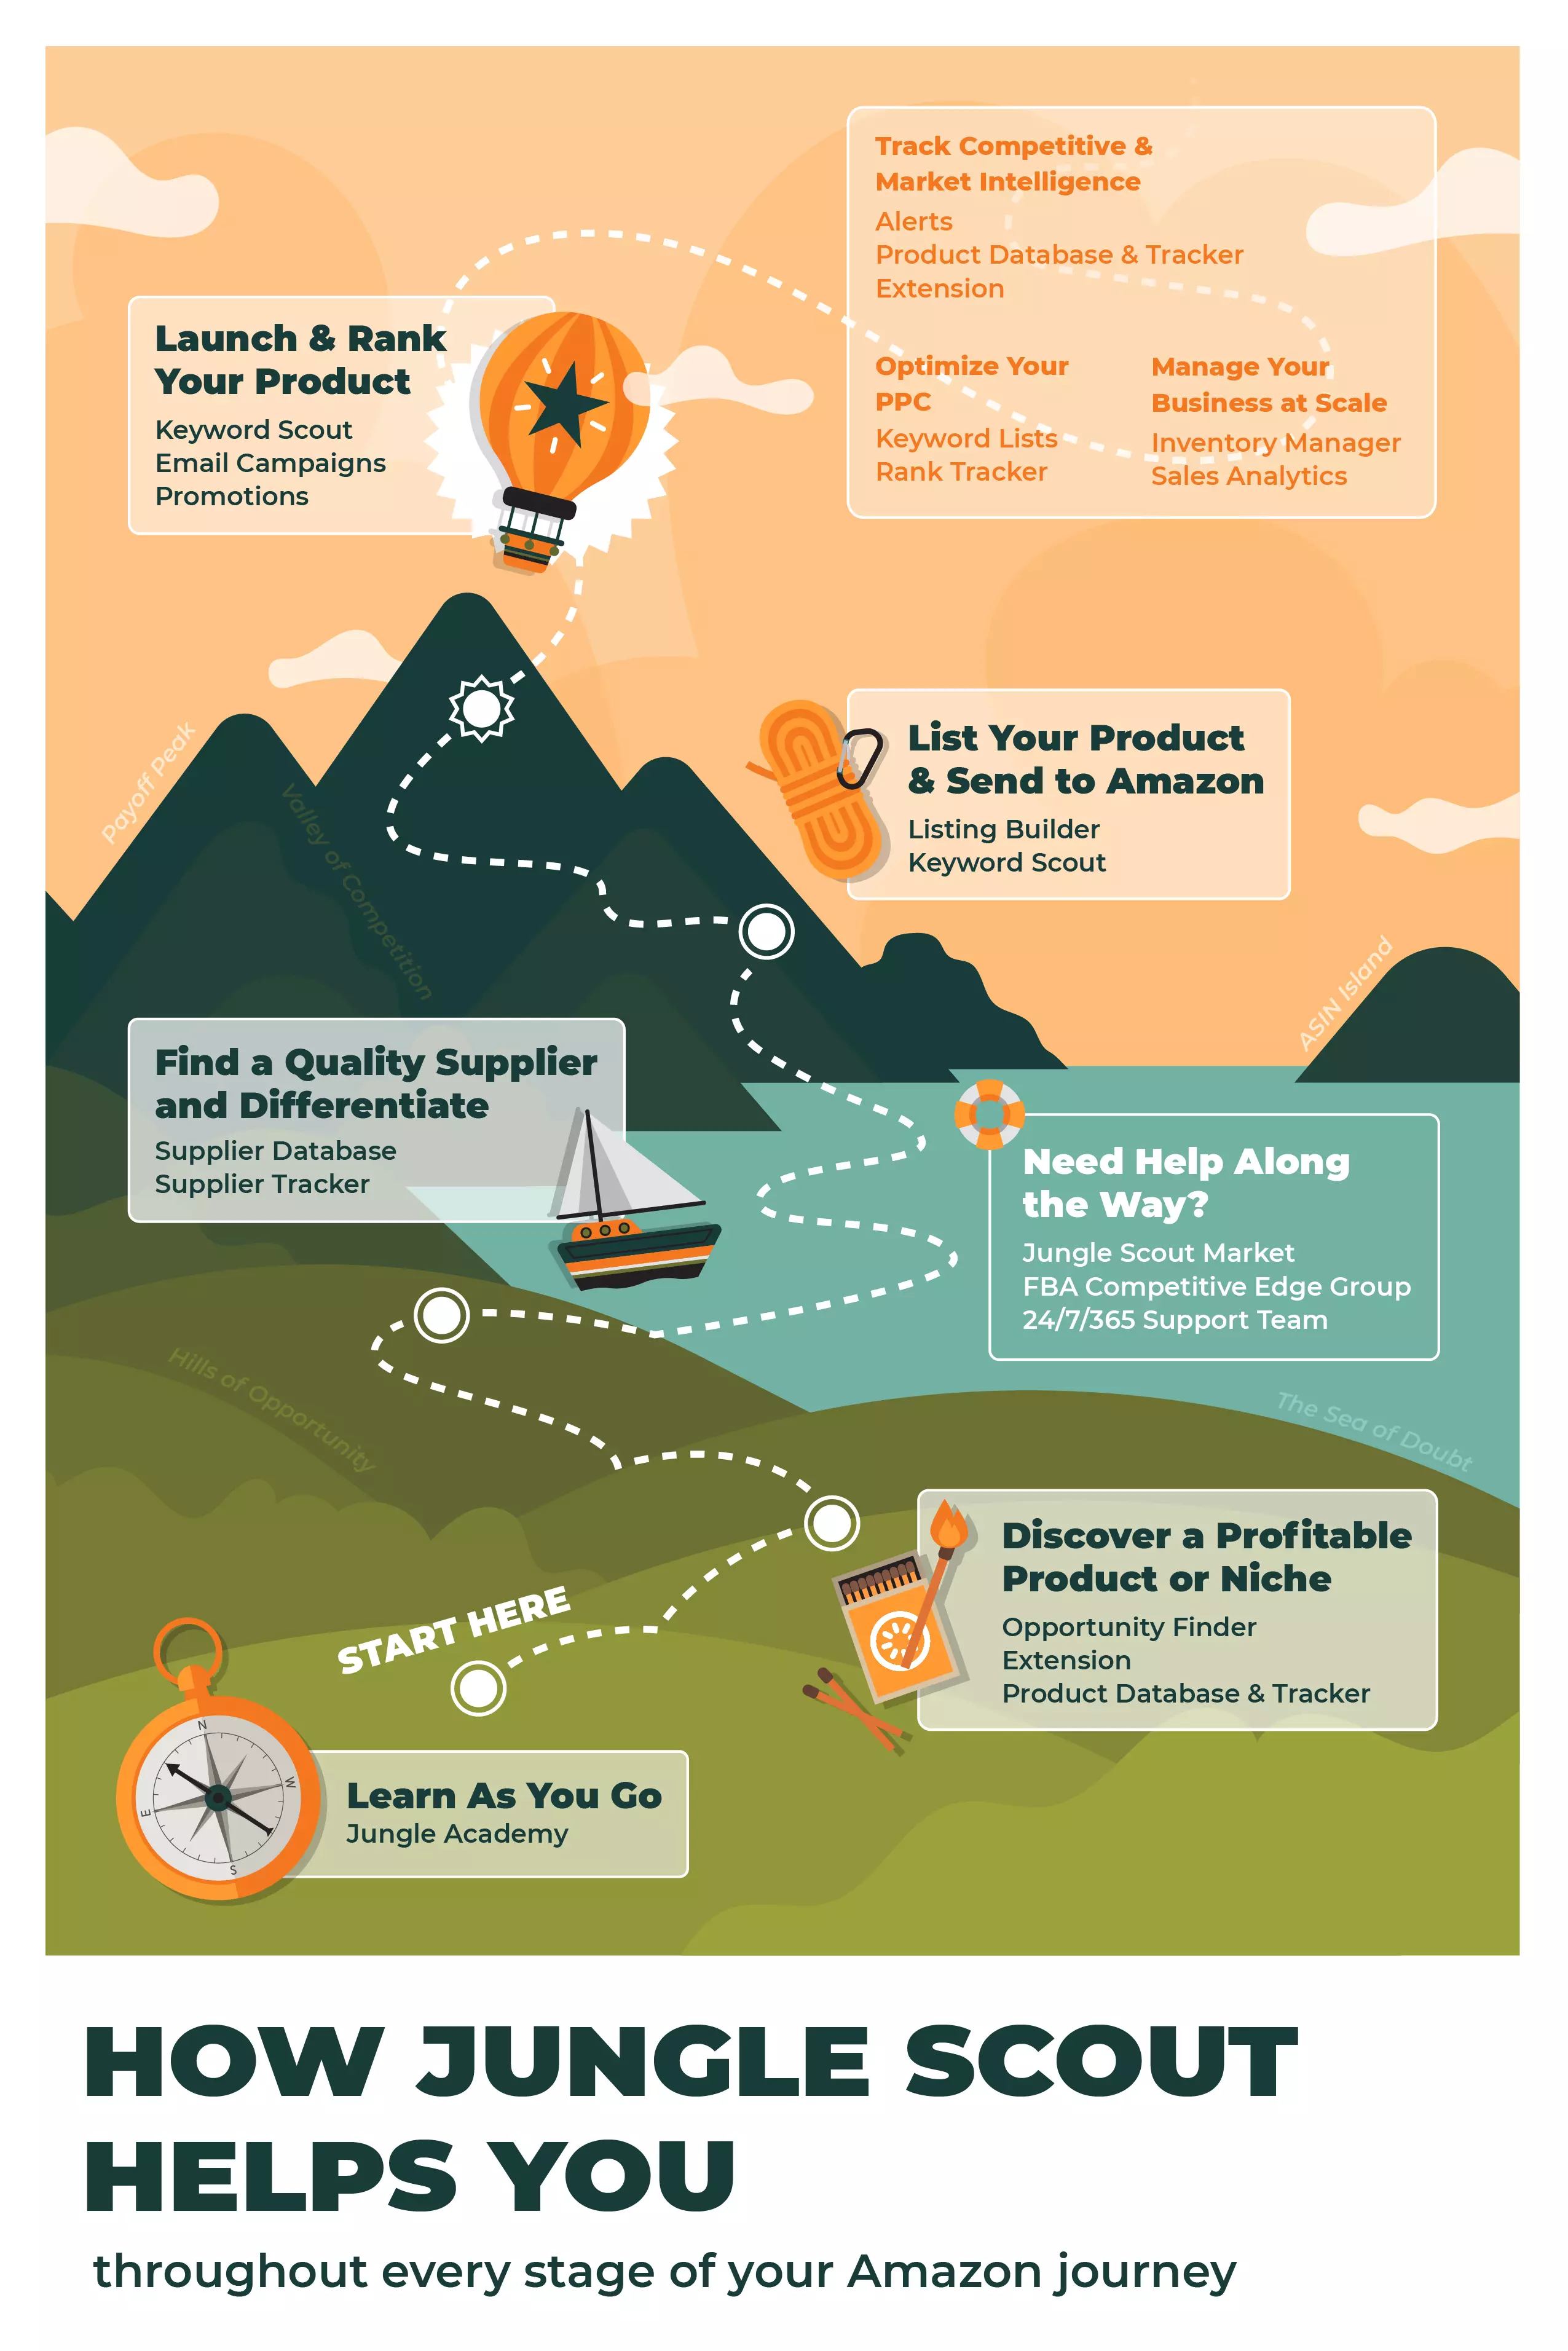 Track Competitive &
Market Intelligence
Alerts
Product Database & Tracker
Extension
Optimize Your
PPC
Keyword Lists
Rank Tracker
Manage Your
Business at Scale
Inventory Manager
Sales Analytics
Launch & Rank
Your Product
Keyword Scout
Email Campaigns
Promotions
Payoff Peak
Valley of Competition
List Your Product
& Send to Amazon
Listing Builder
Keyword Scout
ASIN Island
Find a Quality Supplier
and Differentiate
Supplier Database
Supplier Tracker
Need Help Along
the Way?
Jungle Scout Market
FBA Competitive Edge Group
24/7/365 Support Team
Hills of Opportunity
The Sea of Doubt
Discover a Profitable
Product or Niche
Opportunity Finder
Extension
Product Database & Tracker
START HERE
N
W
E
S
Learn As You Go
Jungle Academy
HOW JUNGLE SCOUT
HELPS YOU
throughout every stage of your Amazon journey